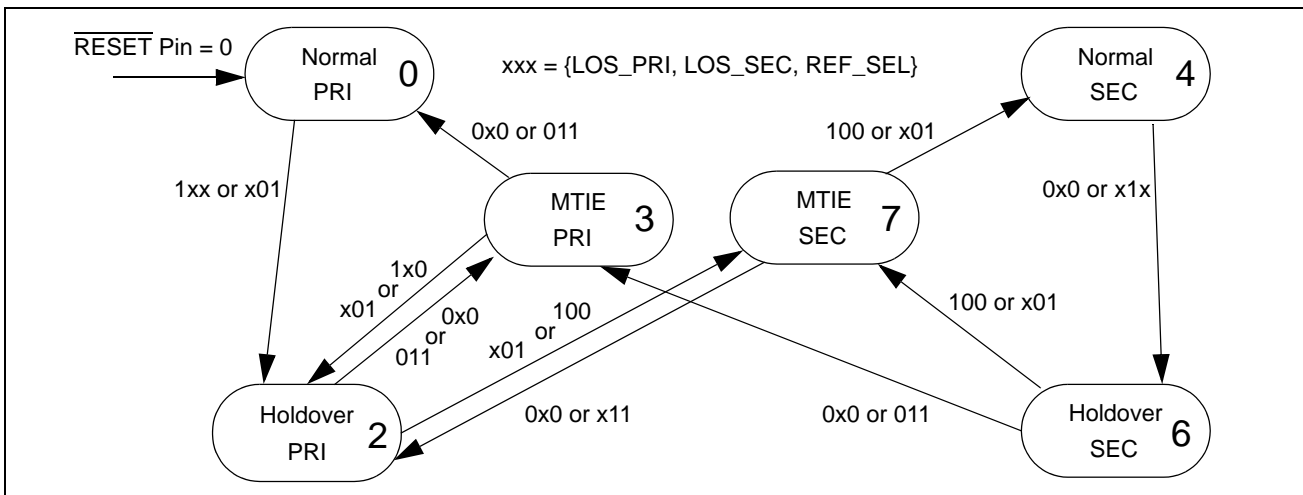 RESET Pin = 0
Normal
PRI
0
xxx = {LOS_PRI, LOS_SEC, REF_SEL}
Normal
SEC
4
0x0 or 011
100 or x01
1xx or x01
0x0 or x1x
MTIE
PRI
3
MTIE
SEC
7
x01 or 1x0
011 or 0x0
x01 or 100
100 or x01
0x0 or x11
0x0 or 011
Holdover
PRI
2
Holdover
SEC
6